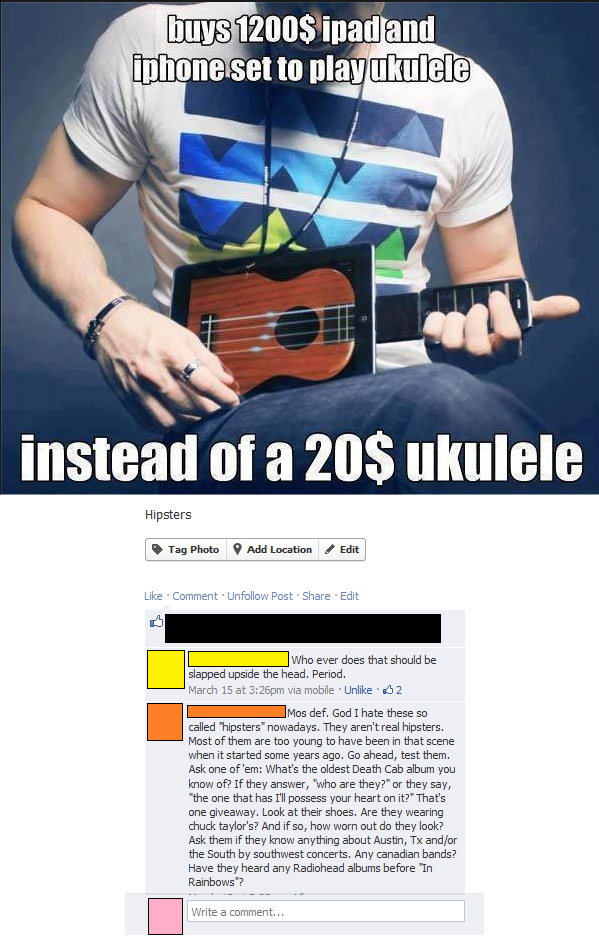 buys 1200$ ipad and
iphone set to play ukulele
instead of a 20$ ukulele
Hipsters
Tag Photo Add Location Edit
Like · Comment · Unfollow Post · Share · Edit
Who ever does that should be
slapped upside the head. Period.
March 15 at 3:26pm via mobile · Unlike · 2
Mos def. God I hate these so
called "hipsters" nowadays. They aren't real hipsters.
Most of them are too young to have been in that scene
when it started some years ago. Go ahead, test them.
Ask one of 'em: What's the oldest Death Cab album you
know of? If they answer, "who are they?" or they say,
"the one that has I'll possess your heart on it?" That's
one giveaway. Look at their shoes. Are they wearing
chuck taylor's? And if so, how worn out do they look?
Ask them if they know anything about Austin, Tx and/or
the South by southwest concerts. Any canadian bands?
Have they heard any Radiohead albums before "In
Rainbows"?
Write a comment...